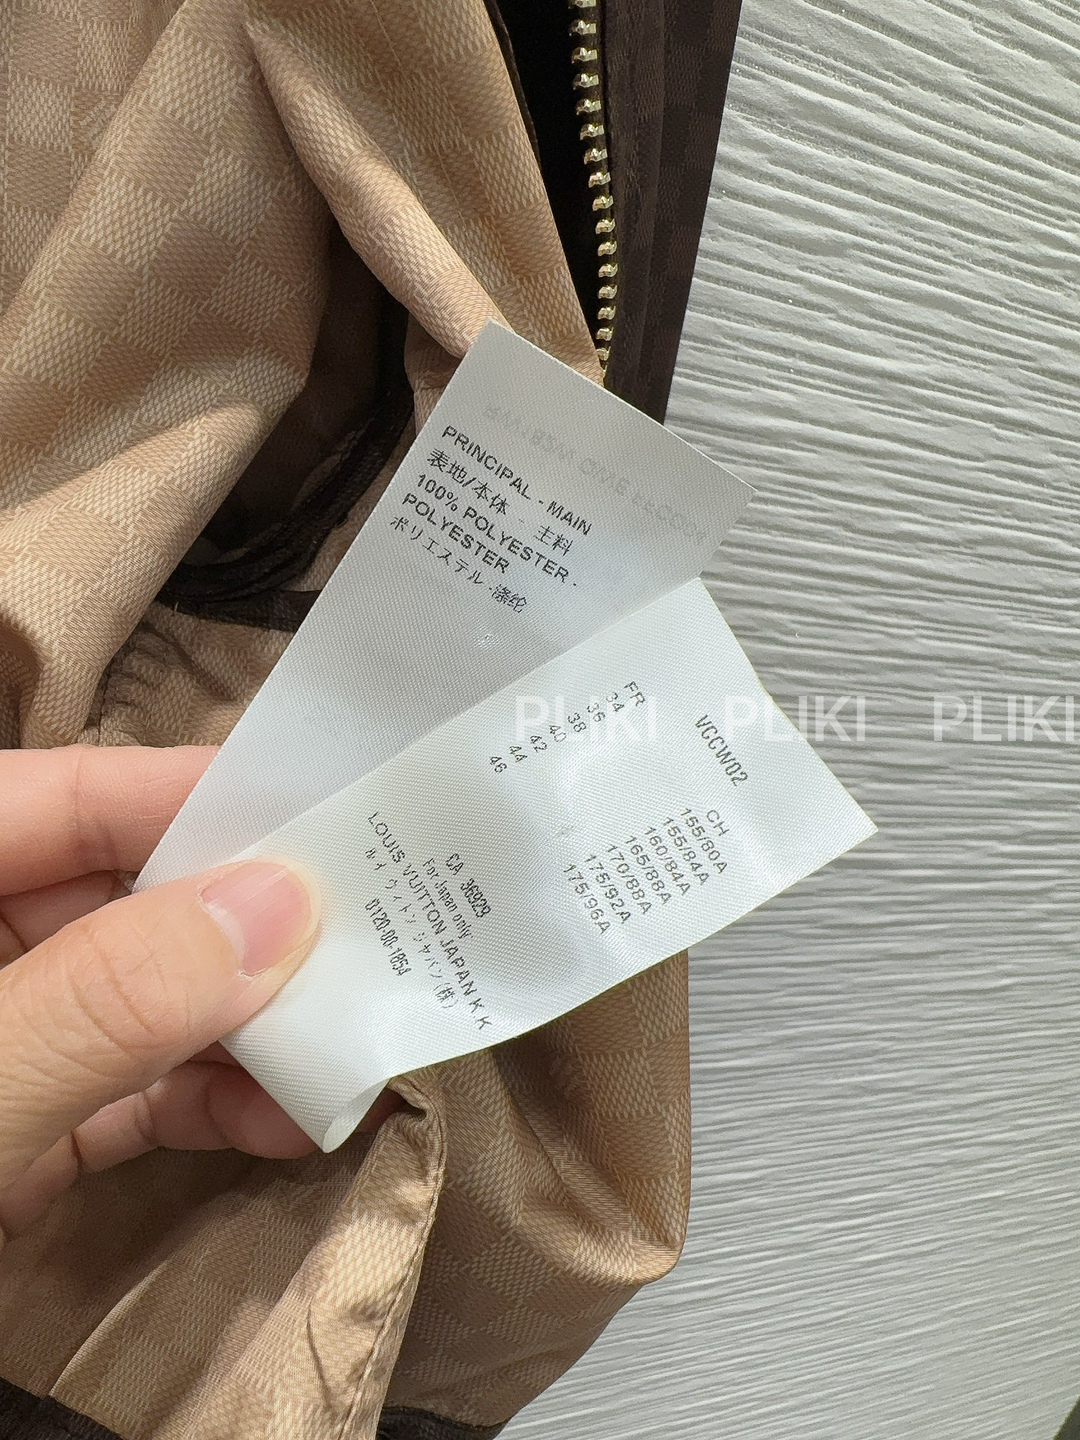 PRINCIPAL - MAIN
表地/本体 - 主料
100% POLYESTER -
POLYESTER
ポリエステル -涤纶
FR
34
36
38
40
42
44
46
VCCW02
CH
155/80A
155/84A
160/84A
165/88A
170/88A
175/92A
175/96A
CA 36929
For Japan only
LOUIS VUITTON JAPAN K.K
ルイ ヴィトン ジャパン(株)
0120-00-1854
PLIKI PLIKI PLIKI